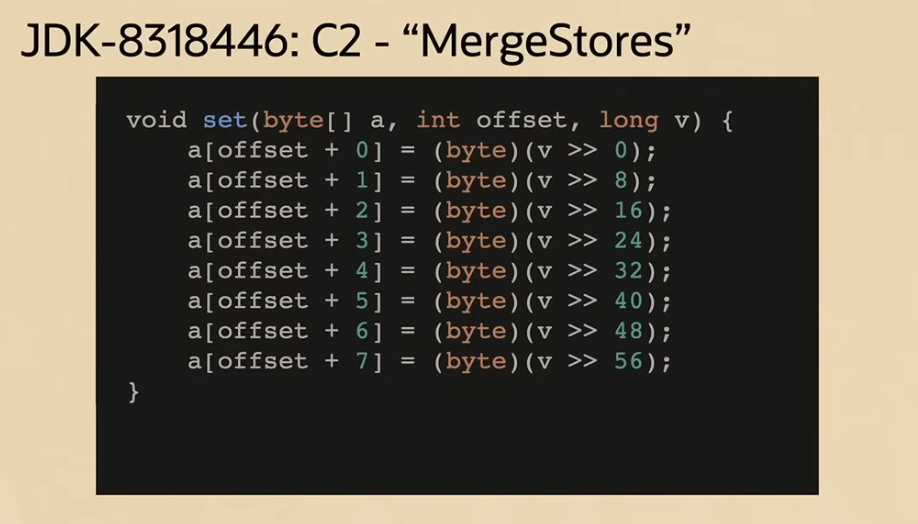 JDK-8318446: C2 - “MergeStores”
void set(byte[] a, int offset, long v) {
    a[offset + 0] = (byte)(v >> 0);
    a[offset + 1] = (byte)(v >> 8);
    a[offset + 2] = (byte)(v >> 16);
    a[offset + 3] = (byte)(v >> 24);
    a[offset + 4] = (byte)(v >> 32);
    a[offset + 5] = (byte)(v >> 40);
    a[offset + 6] = (byte)(v >> 48);
    a[offset + 7] = (byte)(v >> 56);
}